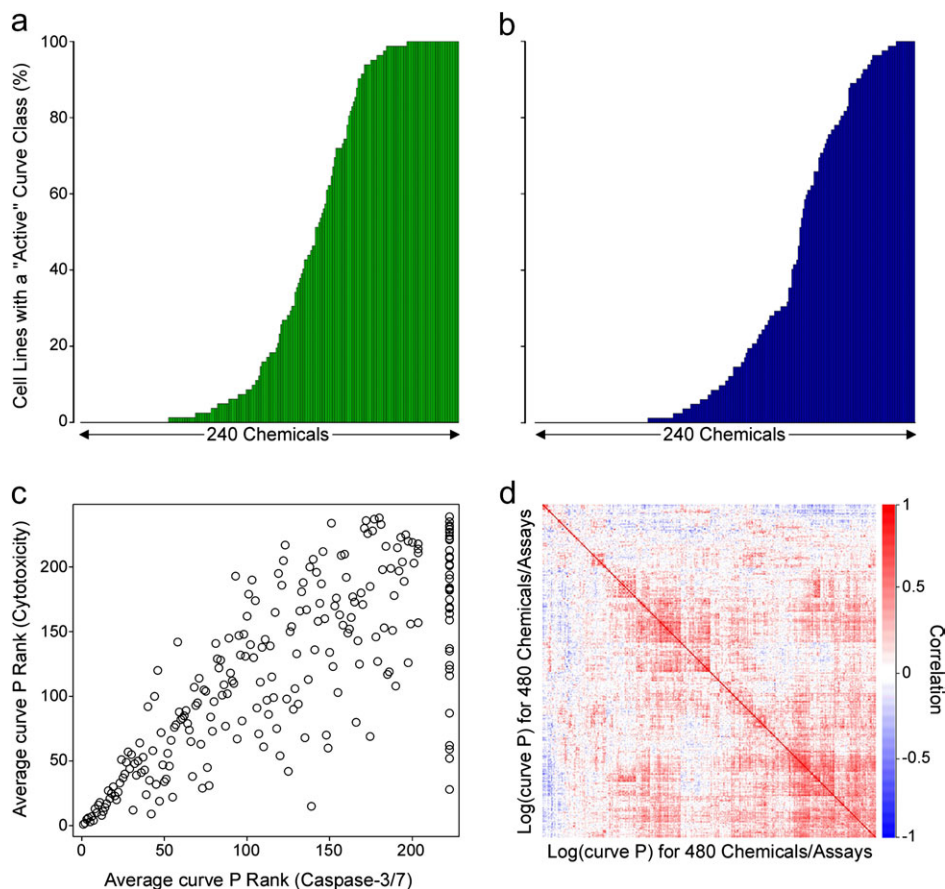 a
b
Cell Lines with a "Active" Curve Class (%)
100
80
60
40
20
0
240 Chemicals
240 Chemicals
c
d
Average curve P Rank (Cytotoxicity)
200
150
100
50
0
0
50
100
150
200
Average curve P Rank (Caspase-3/7)
Log(curve P) for 480 Chemicals/Assays
Log(curve P) for 480 Chemicals/Assays
1
0.5
0
-0.5
-1
Correlation